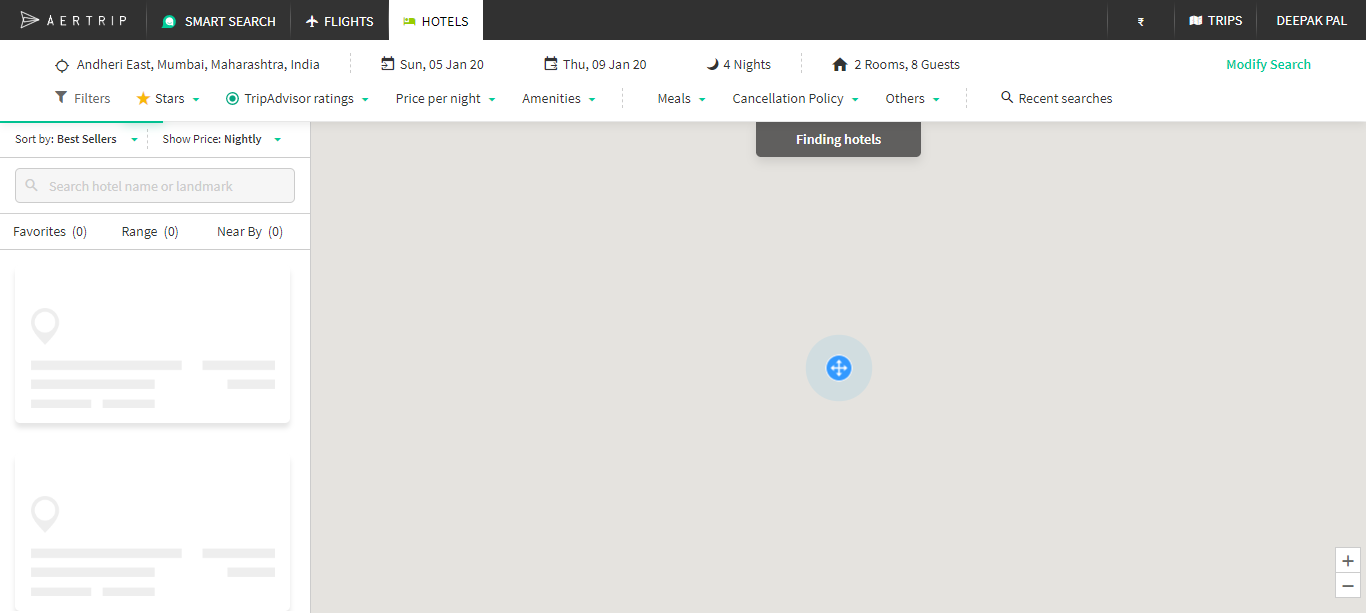 AERTRIP SMART SEARCH FLIGHTS HOTELS ₹ TRIPS DEEPAK PAL
Andheri East, Mumbai, Maharashtra, India Sun, 05 Jan 20 Thu, 09 Jan 20 4 Nights 2 Rooms, 8 Guests Modify Search
Filters Stars TripAdvisor ratings Price per night Amenities Meals Cancellation Policy Others Recent searches
Sort by: Best Sellers Show Price: Nightly Finding hotels
Search hotel name or landmark
Favorites (0) Range (0) Near By (0)
+
−